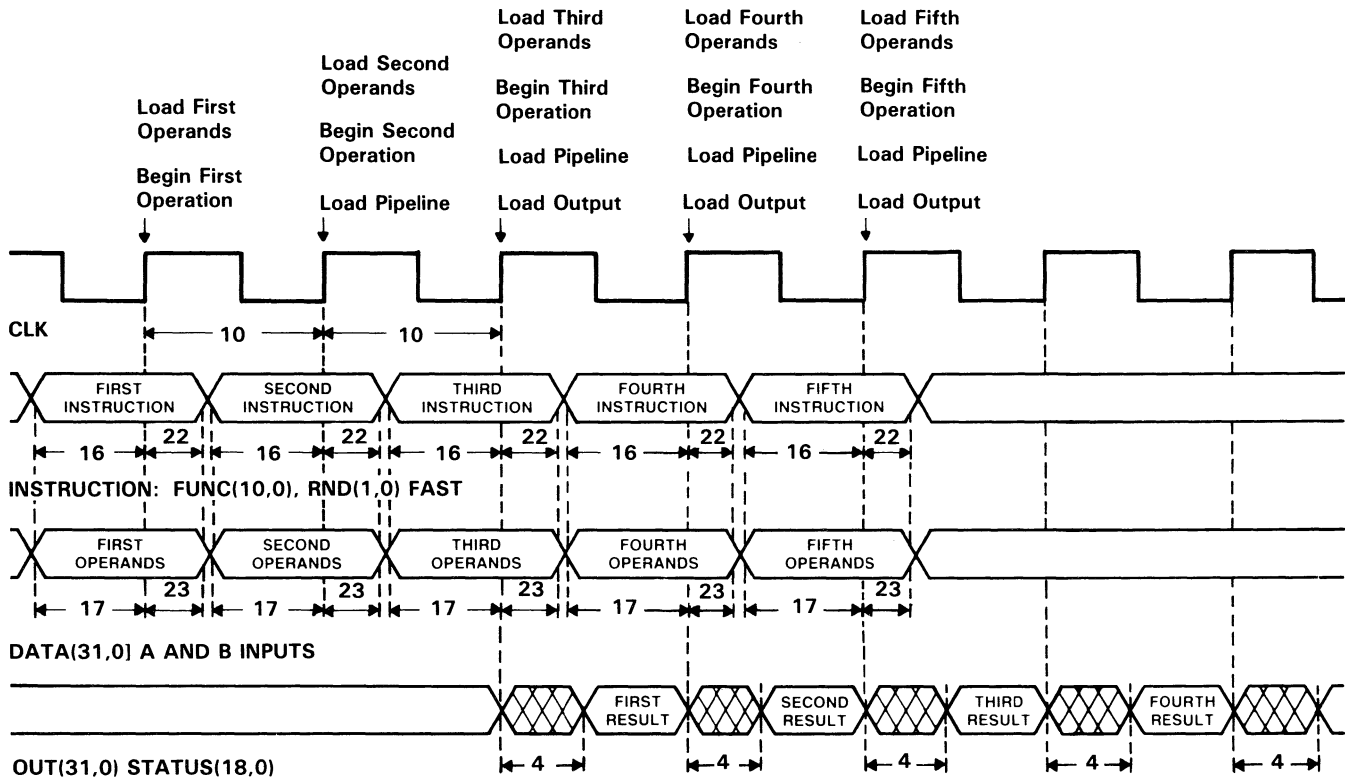 Load First
Operands
Begin First
Operation
Load Second
Operands
Begin Second
Operation
Load Pipeline
Load Third
Operands
Begin Third
Operation
Load Pipeline
Load Output
Load Fourth
Operands
Begin Fourth
Operation
Load Pipeline
Load Output
Load Fifth
Operands
Begin Fifth
Operation
Load Pipeline
Load Output
CLK
10
10
FIRST
INSTRUCTION
SECOND
INSTRUCTION
THIRD
INSTRUCTION
FOURTH
INSTRUCTION
FIFTH
INSTRUCTION
16
22
16
22
16
22
16
22
16
22
INSTRUCTION: FUNC(10,0), RND(1,0) FAST
FIRST
OPERANDS
SECOND
OPERANDS
THIRD
OPERANDS
FOURTH
OPERANDS
FIFTH
OPERANDS
17
23
17
23
17
23
17
23
17
23
DATA(31,0] A AND B INPUTS
FIRST
RESULT
SECOND
RESULT
THIRD
RESULT
FOURTH
RESULT
4
4
4
4
4
OUT(31,0) STATUS(18,0)